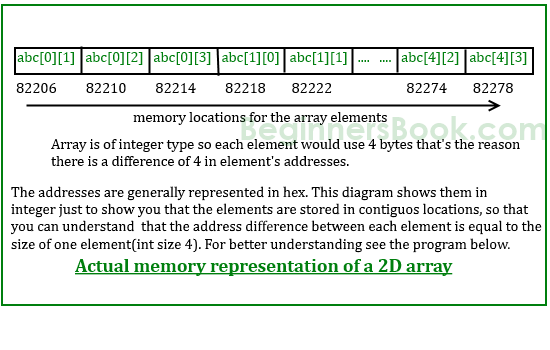 abc[0][1] abc[0][2] abc[0][3] abc[1][0] abc[1][1] .... .... abc[4][2] abc[4][3]
82206 82210 82214 82218 82222 82274 82278
memory locations for the array elements
BeginnersBook.com
Array is of integer type so each element would use 4 bytes that's the reason
there is a difference of 4 in element's addresses.
The addresses are generally represented in hex. This diagram shows them in
integer just to show you that the elements are stored in contiguos locations, so that
you can understand that the address difference between each element is equal to the
size of one element(int size 4). For better understanding see the program below.
Actual memory representation of a 2D array